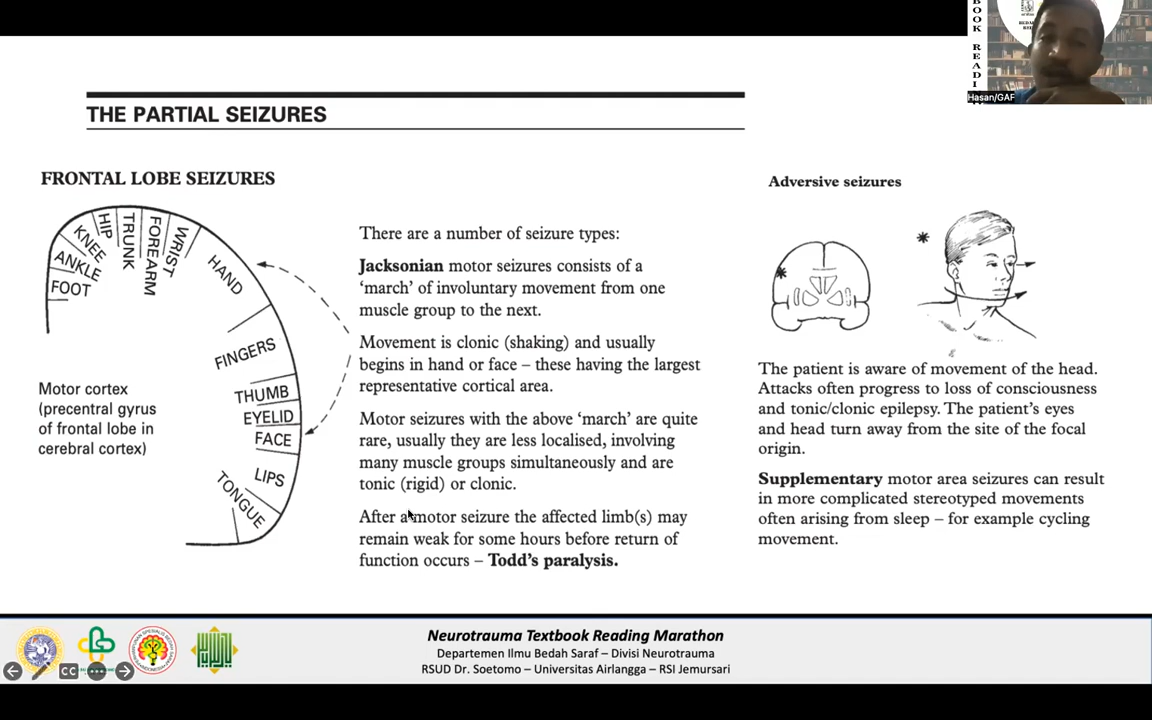 BOOK READI
Hasan/GAF
THE PARTIAL SEIZURES
FRONTAL LOBE SEIZURES
FOOT
ANKLE
KNEE
HIP
TRUNK
FOREARM
WRIST
HAND
FINGERS
THUMB
EYELID
FACE
LIPS
TONGUE
Motor cortex
(precentral gyrus
of frontal lobe in
cerebral cortex)
There are a number of seizure types:
Jacksonian motor seizures consists of a
‘march’ of involuntary movement from one
muscle group to the next.
Movement is clonic (shaking) and usually
begins in hand or face – these having the largest
representative cortical area.
Motor seizures with the above ‘march’ are quite
rare, usually they are less localised, involving
many muscle groups simultaneously and are
tonic (rigid) or clonic.
After a motor seizure the affected limb(s) may
remain weak for some hours before return of
function occurs – Todd’s paralysis.
Adversive seizures
The patient is aware of movement of the head.
Attacks often progress to loss of consciousness
and tonic/clonic epilepsy. The patient’s eyes
and head turn away from the site of the focal
origin.
Supplementary motor area seizures can result
in more complicated stereotyped movements
often arising from sleep – for example cycling
movement.
Neurotrauma Textbook Reading Marathon
Departemen Ilmu Bedah Saraf – Divisi Neurotrauma
RSUD Dr. Soetomo – Universitas Airlangga – RSI Jemursari
CC